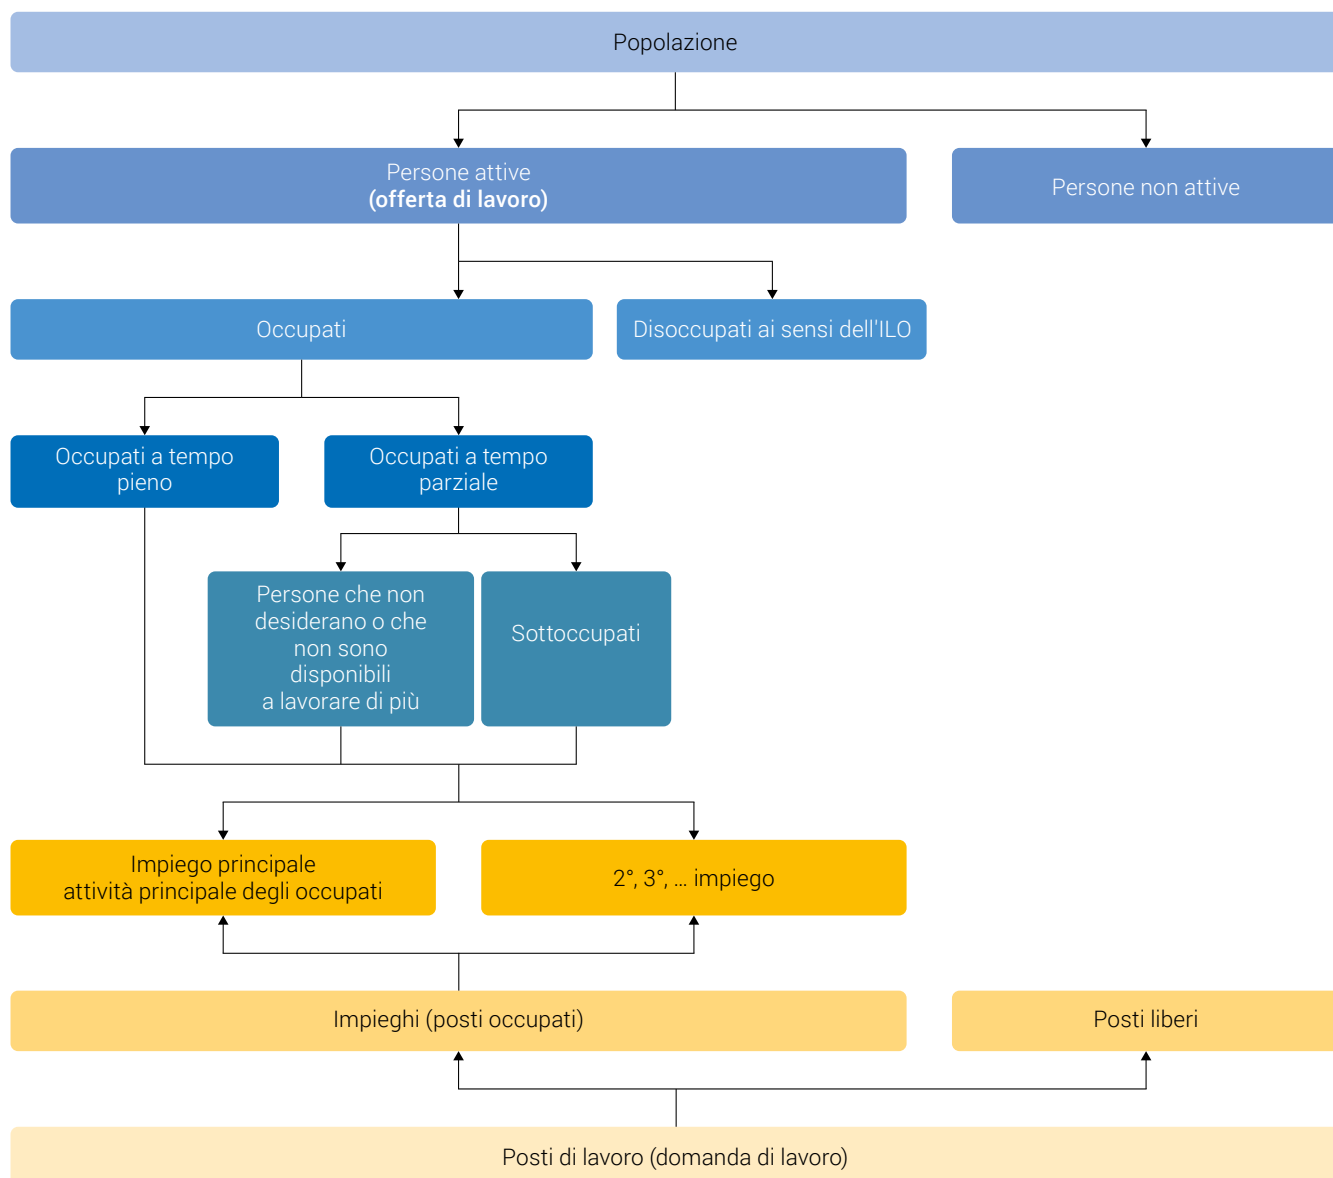 Popolazione
Persone attive
(offerta di lavoro)
Persone non attive
Occupati
Disoccupati ai sensi dell'ILO
Occupati a tempo
pieno
Occupati a tempo
parziale
Persone che non
desiderano o che
non sono
disponibili
a lavorare di più
Sottoccupati
Impiego principale
attività principale degli occupati
2°, 3°, … impiego
Impieghi (posti occupati)
Posti liberi
Posti di lavoro (domanda di lavoro)